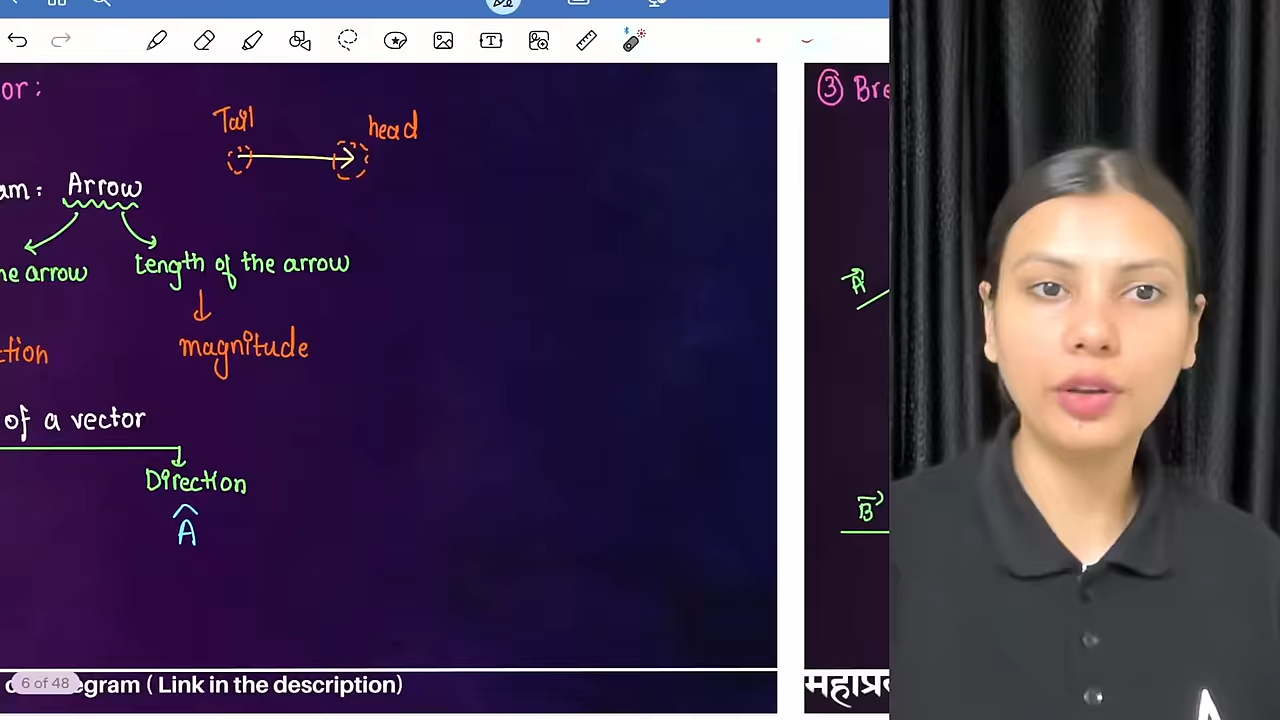 or :
Tail
head
am : Arrow
he arrow
Length of the arrow
magnitude
ction
of a vector
Direction
Â
6 of 48
egram ( Link in the description)
③ Bre
A⃗
B⃗
महाप्र